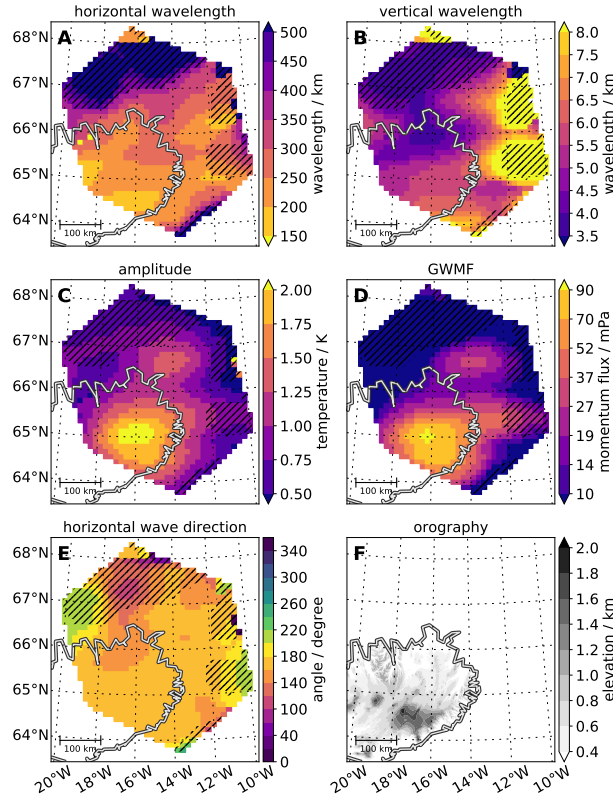 horizontal wavelength
A
68°N
67°N
66°N
65°N
64°N
100 km
500
450
400
350
300
250
200
150
wavelength / km
vertical wavelength
B
100 km
8.0
7.5
7.0
6.5
6.0
5.5
5.0
4.5
4.0
3.5
wavelength / km
amplitude
C
68°N
67°N
66°N
65°N
64°N
100 km
2.00
1.75
1.50
1.25
1.00
0.75
0.50
temperature / K
GWMF
D
100 km
90
71
52
37
27
19
14
10
momentum flux / mPa
horizontal wave direction
E
68°N
67°N
66°N
65°N
64°N
100 km
20°W
18°W
16°W
14°W
12°W
10°W
340
300
260
220
180
140
100
60
20
0
angle / degree
orography
F
100 km
20°W
18°W
16°W
14°W
12°W
10°W
2.0
1.8
1.6
1.4
1.2
1.0
0.8
0.6
0.4
elevation / km